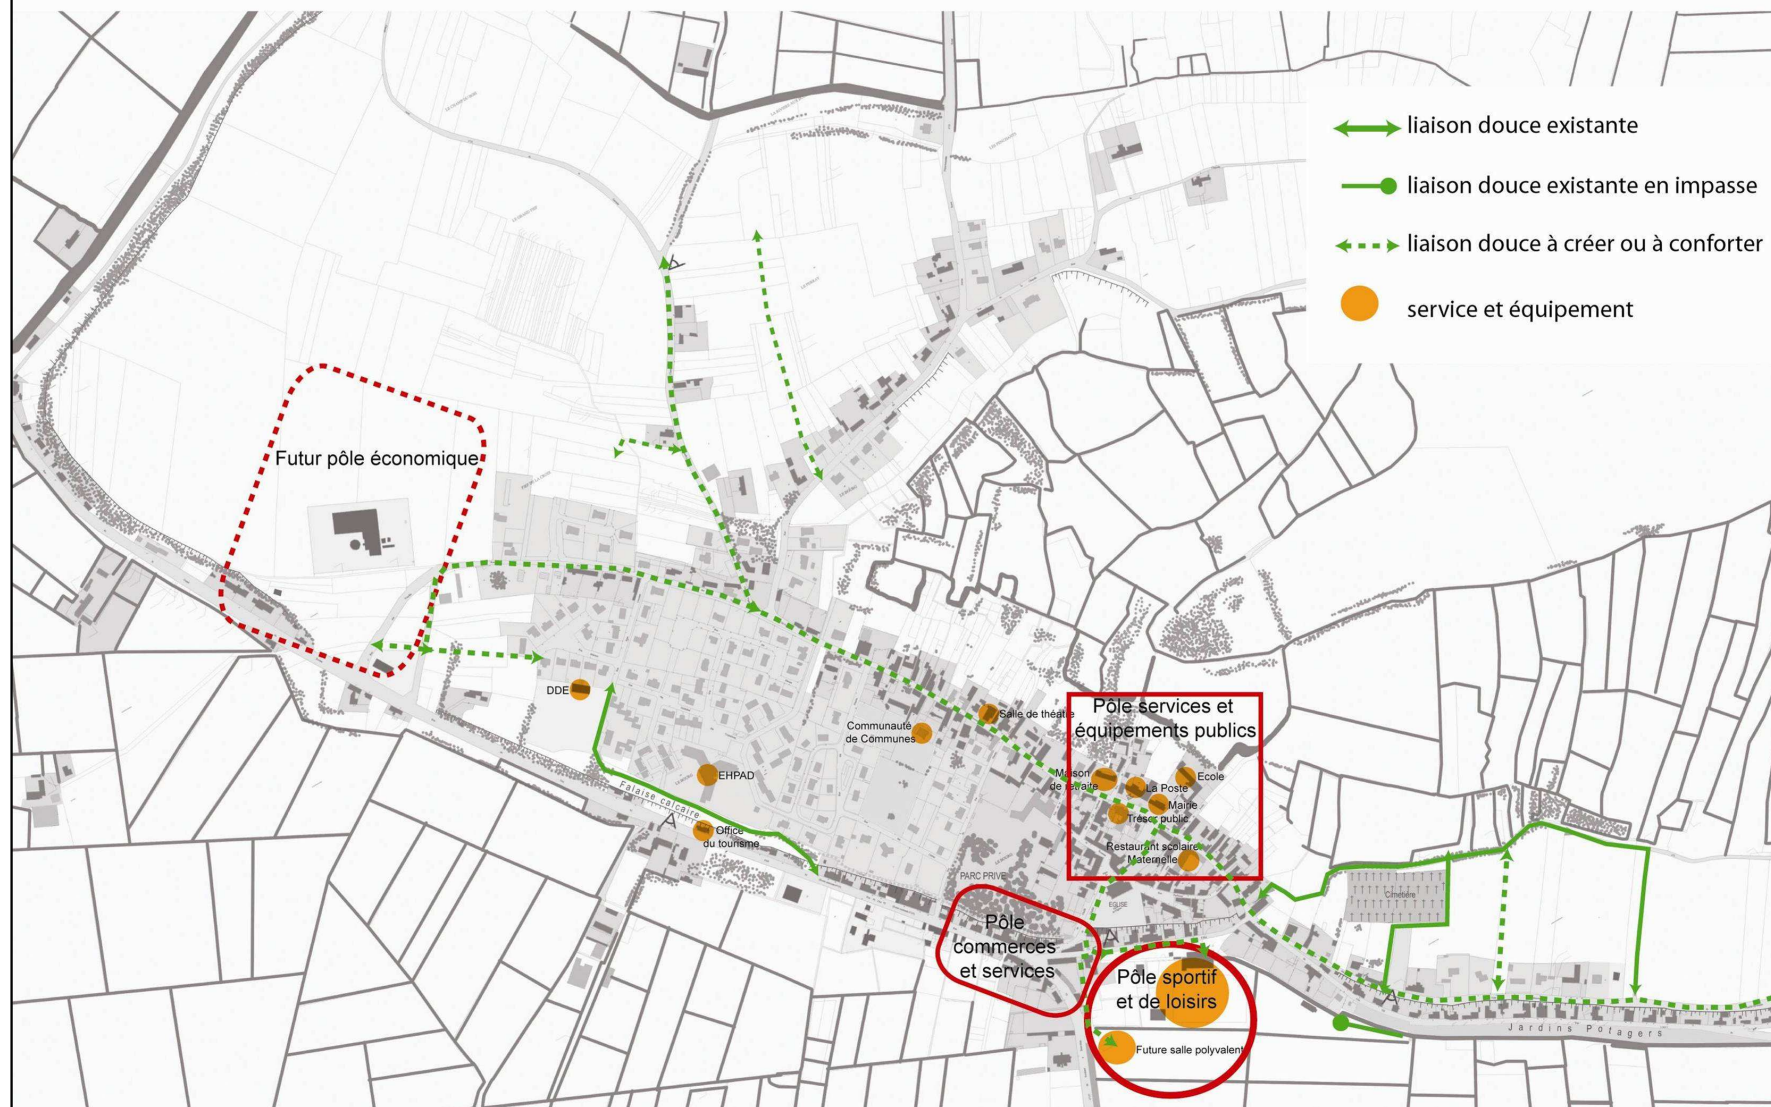 liaison douce existante
liaison douce existante en impasse
liaison douce à créer ou à conforter
service et équipement
Futur pôle économique
DDE
Communauté
de Communes
Salle de théatre
Pôle services et
équipements publics
Maison
de retraite
La Poste
Ecole
Mairie
Trésor public
Restaurant scolaire
Maternelle
EHPAD
Falaise calcaire
Office
du tourisme
PARC PRIVE
EGLISE
Cimetière
Pôle
commerces
et services
Pôle sportif
et de loisirs
Future salle polyvalent
Jardins Potagers